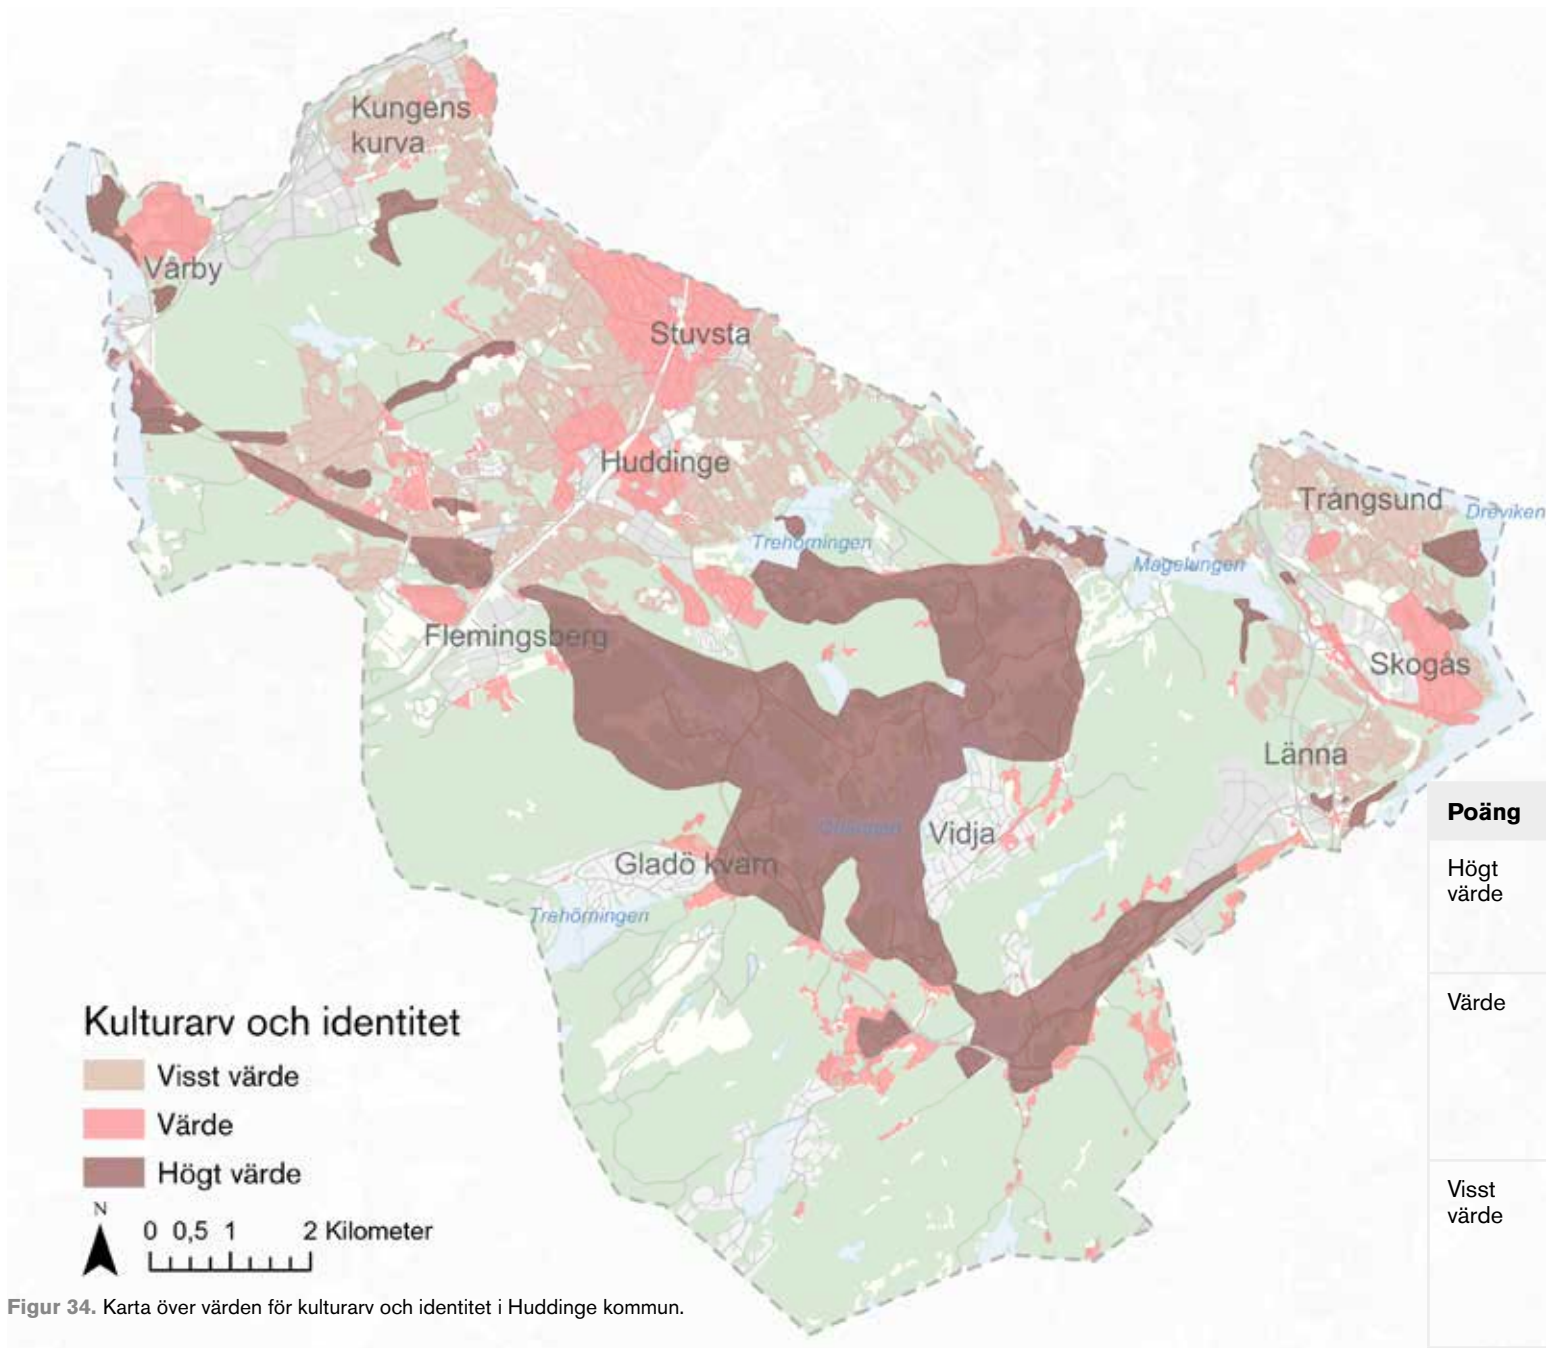 Kungens
kurva
Vårby
Stuvsta
Huddinge
Trångsund
Drevviken
Trehörningen
Magelungen
Flemingsberg
Skogås
Länna
Vidja
Gladö kvarn
Trehörningen
Poäng
Högt
värde
Värde
Visst
värde
Kulturarv och identitet
Visst värde
Värde
Högt värde
N
0 0,5 1 2 Kilometer
Figur 34. Karta över värden för kulturarv och identitet i Huddinge kommun.